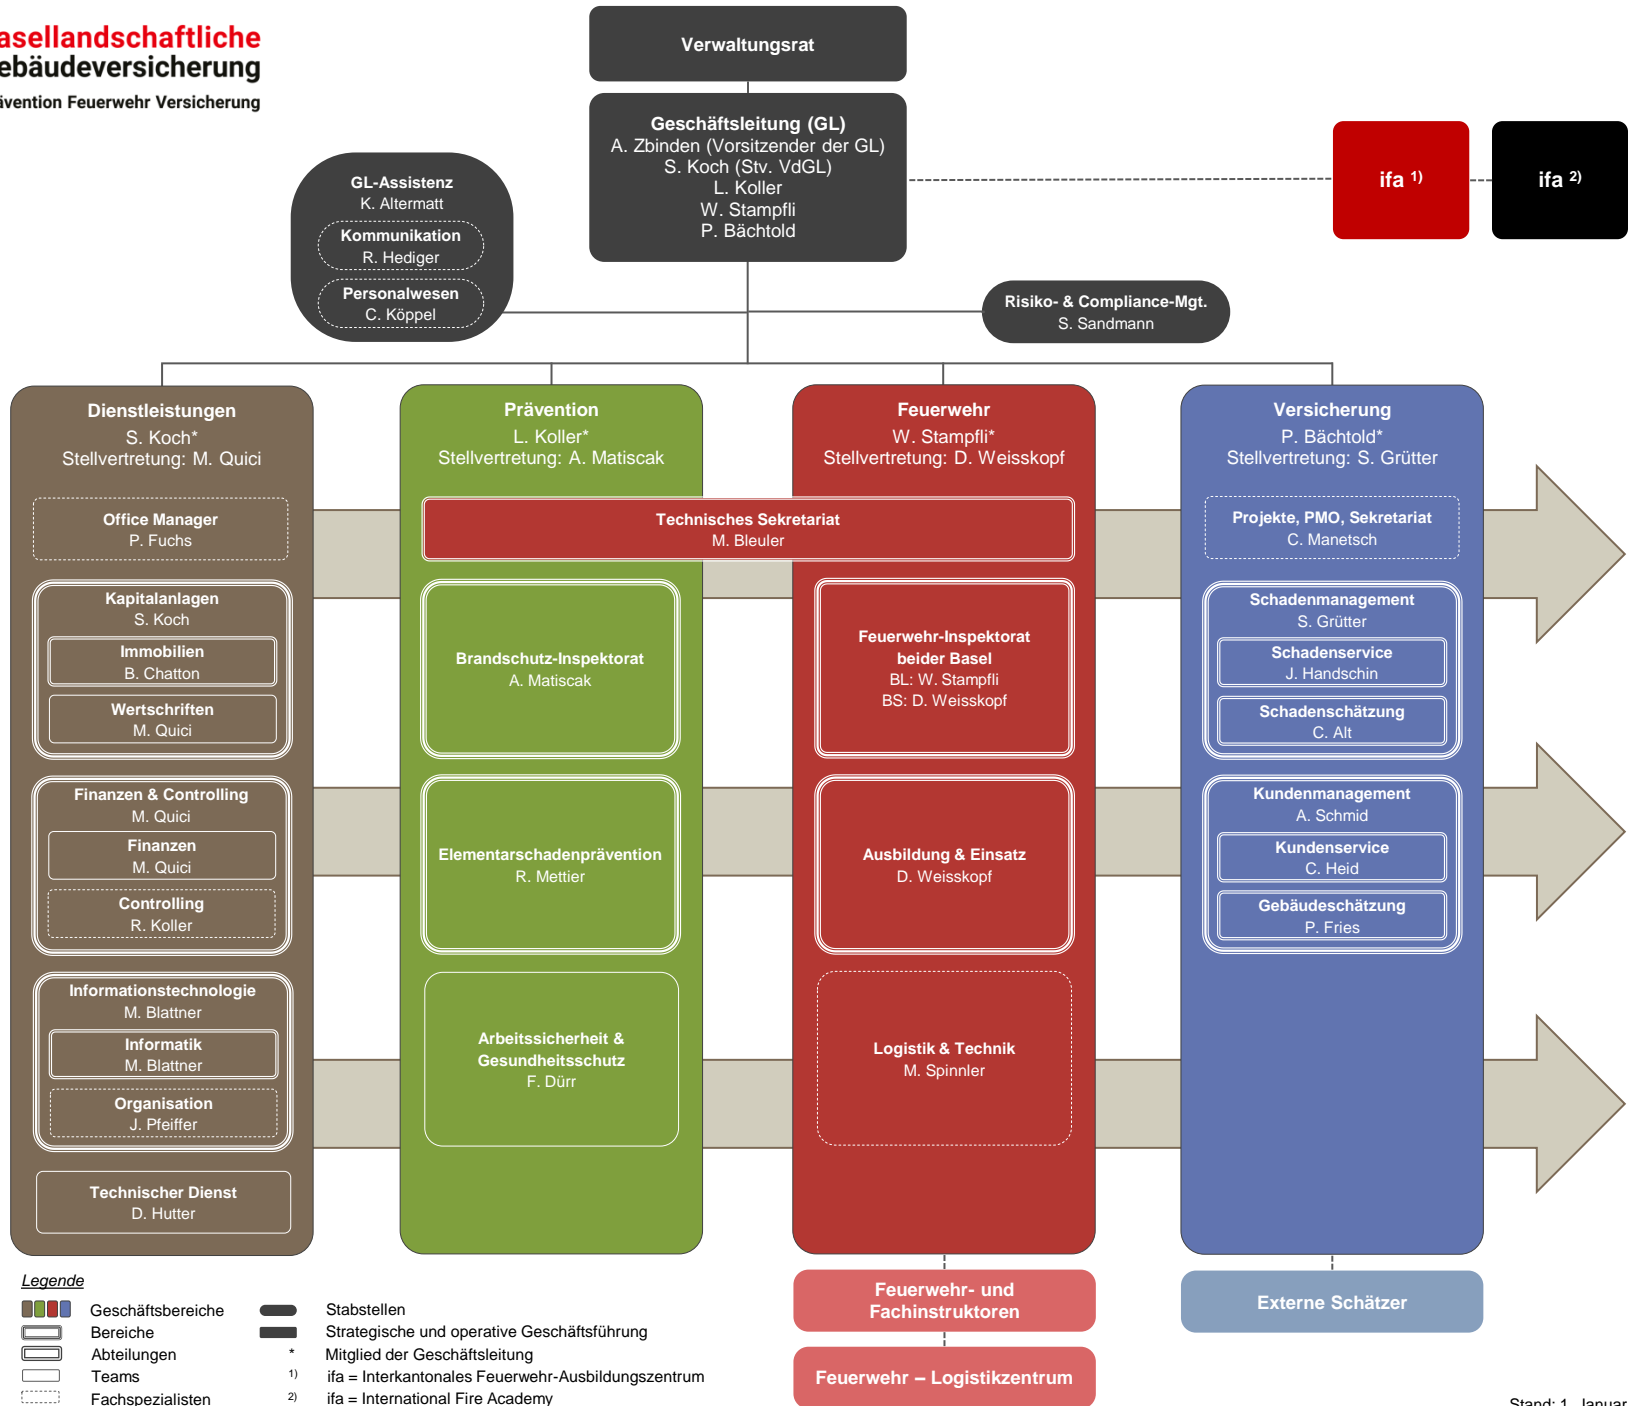 asellandschaftliche
ebäudeversicherung
ävention Feuerwehr Versicherung
Verwaltungsrat
Geschäftsleitung (GL)
A. Zbinden (Vorsitzender der GL)
S. Koch (Stv. VdGL)
L. Koller
W. Stampfli
P. Bächtold
ifa 1)
ifa 2)
GL-Assistenz
K. Altermatt
Kommunikation
R. Hediger
Personalwesen
C. Köppel
Risiko- & Compliance-Mgt.
S. Sandmann
Dienstleistungen
S. Koch*
Stellvertretung: M. Quici
Office Manager
P. Fuchs
Kapitalanlagen
S. Koch
Immobilien
B. Chatton
Wertschriften
M. Quici
Finanzen & Controlling
M. Quici
Finanzen
M. Quici
Controlling
R. Koller
Informationstechnologie
M. Blattner
Informatik
M. Blattner
Organisation
J. Pfeiffer
Technischer Dienst
D. Hutter
Prävention
L. Koller*
Stellvertretung: A. Matiscak
Technisches Sekretariat
M. Bleuler
Brandschutz-Inspektorat
A. Matiscak
Elementarschadenprävention
R. Mettier
Arbeitssicherheit &
Gesundheitsschutz
F. Dürr
Feuerwehr
W. Stampfli*
Stellvertretung: D. Weisskopf
Feuerwehr-Inspektorat
beider Basel
BL: W. Stampfli
BS: D. Weisskopf
Ausbildung & Einsatz
D. Weisskopf
Logistik & Technik
M. Spinnler
Feuerwehr- und
Fachinstruktoren
Feuerwehr – Logistikzentrum
Versicherung
P. Bächtold*
Stellvertretung: S. Grütter
Projekte, PMO, Sekretariat
C. Manetsch
Schadenmanagement
S. Grütter
Schadenservice
J. Handschin
Schadenschätzung
C. Alt
Kundenmanagement
A. Schmid
Kundenservice
C. Heid
Gebäudeschätzung
P. Fries
Externe Schätzer
Legende
Geschäftsbereiche
Bereiche
Abteilungen
Teams
Fachspezialisten
Stabstellen
Strategische und operative Geschäftsführung
* Mitglied der Geschäftsleitung
1) ifa = Interkantonales Feuerwehr-Ausbildungszentrum
2) ifa = International Fire Academy
Stand: 1. Januar